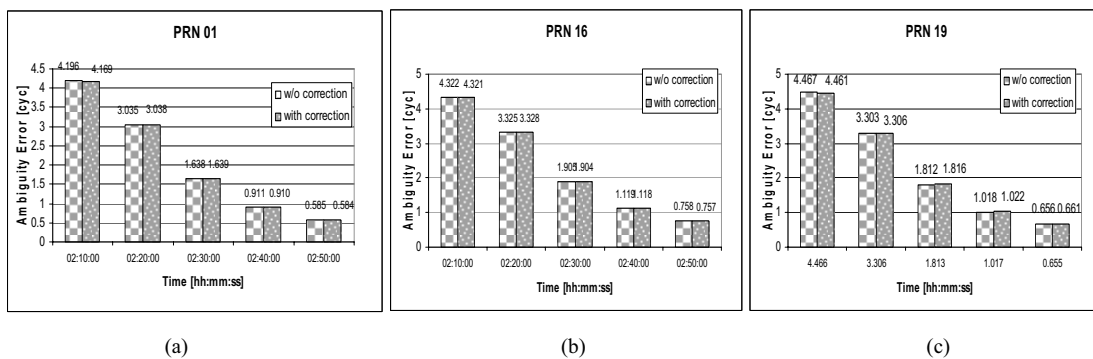 PRN 01
Ambiguity Error [cyc]
4.5
4
3.5
3
2.5
2
1.5
1
0.5
0
4.196 4.169
3.035 3.038
1.638 1.639
0.911 0.910
0.585 0.584
w/o correction
with correction
02:10:00 02:20:00 02:30:00 02:40:00 02:50:00
Time [hh:mm:ss]
(a)
PRN 16
Ambiguity Error [cyc]
5
4
3
2
1
0
4.322 4.321
3.325 3.328
1.905 1.904
1.119 1.118
0.758 0.757
w/o correction
with correction
02:10:00 02:20:00 02:30:00 02:40:00 02:50:00
Time [hh:mm:ss]
(b)
PRN 19
Ambiguity Error [cyc]
5
4
3
2
1
0
4.467 4.461
3.303 3.306
1.812 1.816
1.018 1.022
0.656 0.661
w/o correction
with correction
4.466 3.306 1.813 1.017 0.655
Time [hh:mm:ss]
(c)